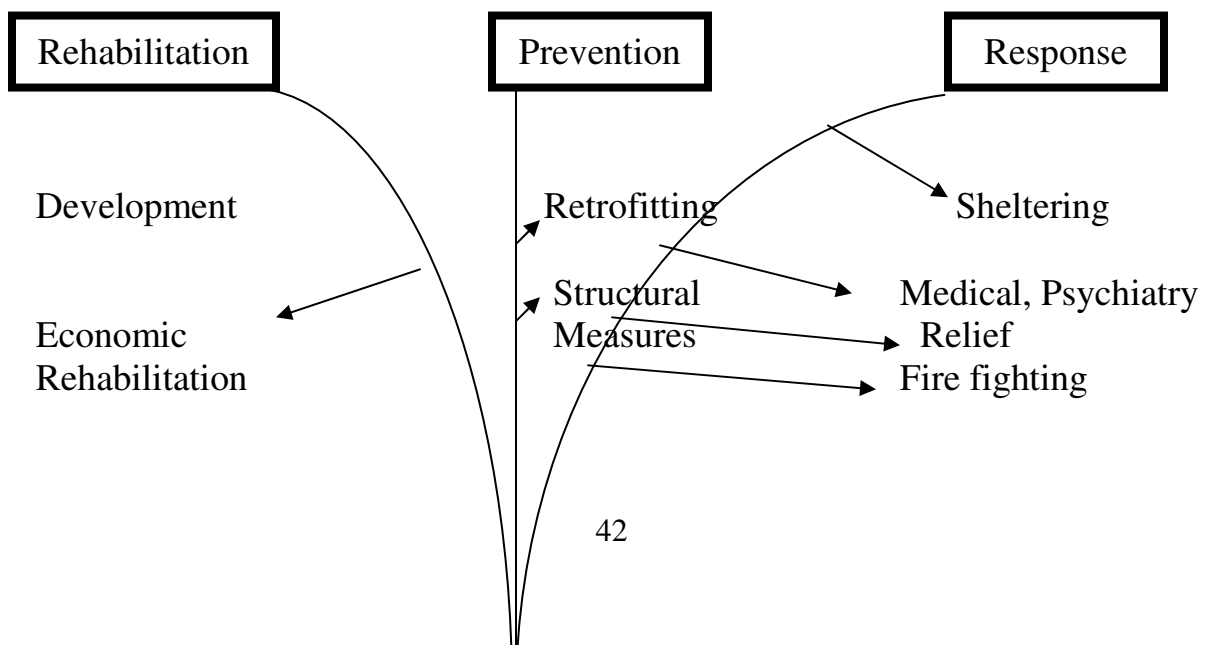 Rehabilitation
Prevention
Response
Development
Retrofitting
Sheltering
Structural
Measures
Medical, Psychiatry
Relief
Economic
Rehabilitation
Fire fighting
42